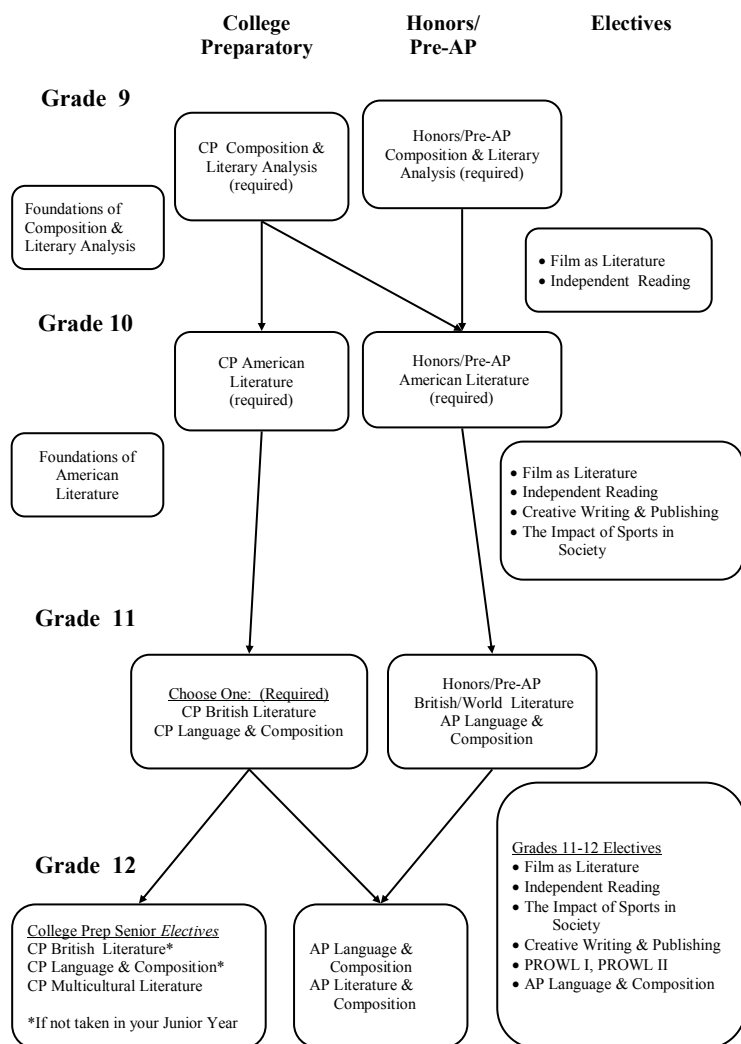 College
Preparatory
Honors/
Pre-AP
Electives
Grade 9
CP Composition &
Literary Analysis
(required)
Honors/Pre-AP
Composition & Literary
Analysis (required)
Foundations of
Composition &
Literary Analysis
• Film as Literature
• Independent Reading
Grade 10
CP American
Literature
(required)
Honors/Pre-AP
American Literature
(required)
Foundations of
American
Literature
• Film as Literature
• Independent Reading
• Creative Writing & Publishing
• The Impact of Sports in
Society
Grade 11
Choose One: (Required)
CP British Literature
CP Language & Composition
Honors/Pre-AP
British/World Literature
AP Language &
Composition
Grade 12
College Prep Senior Electives
CP British Literature*
CP Language & Composition*
CP Multicultural Literature
*If not taken in your Junior Year
AP Language &
Composition
AP Literature &
Composition
Grades 11-12 Electives
• Film as Literature
• Independent Reading
• The Impact of Sports in
Society
• Creative Writing & Publishing
• PROWL I, PROWL II
• AP Language & Composition